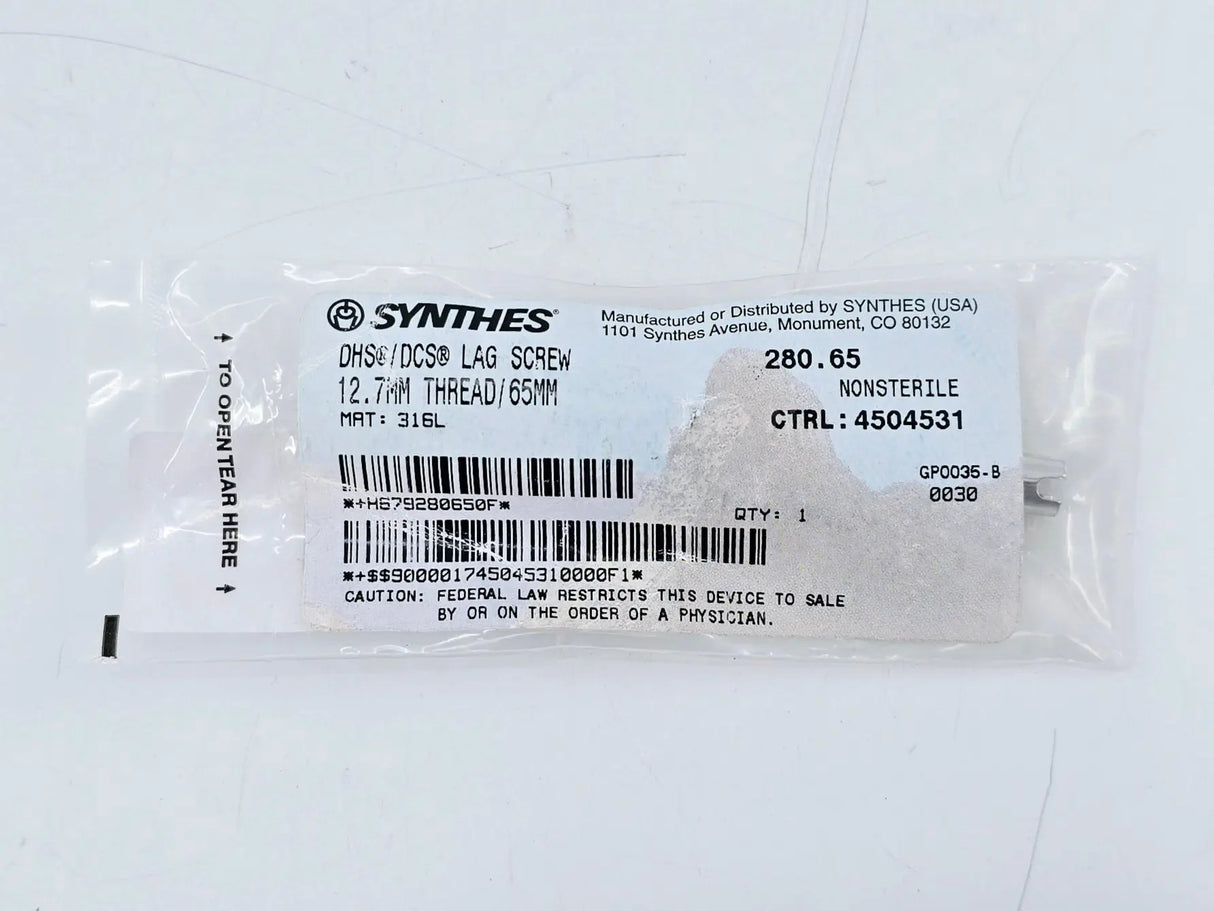 SYNTHES®
Manufactured or Distributed by SYNTHES (USA)
1101 Synthes Avenue, Monument, CO 80132
DHS®/DCS® LAG SCREW
280.65
12.7MM THREAD/65MM
NONSTERILE
MAT: 316L
CTRL: 4504531
GP0035-B
0030
*+H679280650F*
QTY: 1
*+$$900001745045310000F1*
CAUTION: FEDERAL LAW RESTRICTS THIS DEVICE TO SALE
BY OR ON THE ORDER OF A PHYSICIAN.
TO OPEN TEAR HERE